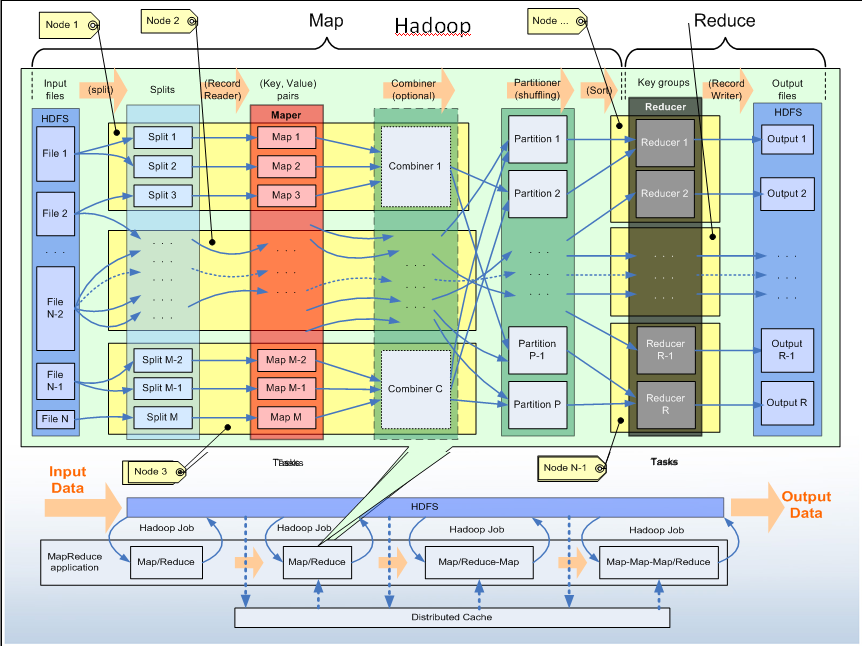 Node 1
Node 2
Map
Hadoop
Node ...
Reduce
Input
files
(split)
Splits
(Record
Reader)
(Key, Value)
pairs
Combiner
(optional)
Partitioner
(shuffling)
(Sort)
Key groups
(Record
Writer)
Output
files
HDFS
Maper
Reducer
HDFS
File 1
File 2
. . .
File
N-2
File
N-1
File N
Split 1
Split 2
Split 3
. . . .
. . . .
. . . .
. . . .
Split M-2
Split M-1
Split M
Map 1
Map 2
Map 3
. . .
. . .
. . .
Map M-2
Map M-1
Map M
Combiner 1
. . .
. . .
. . .
Combiner C
Partition 1
Partition 2
. . .
. . .
. . .
Partition
P-1
Partition P
Reducer 1
Reducer 2
. . .
. . .
. . .
Reducer
R-1
Reducer
R
Output 1
Output 2
. . .
. . .
. . .
Output
R-1
Output R
Node 3
Tasks
Node N-1
Tasks
Input
Data
HDFS
Output
Data
Hadoop Job
Hadoop Job
Hadoop Job
Hadoop Job
MapReduce
application
Map/Reduce
Map/Reduce
Map/Reduce-Map
Map-Map-Map/Reduce
Distributed Cache